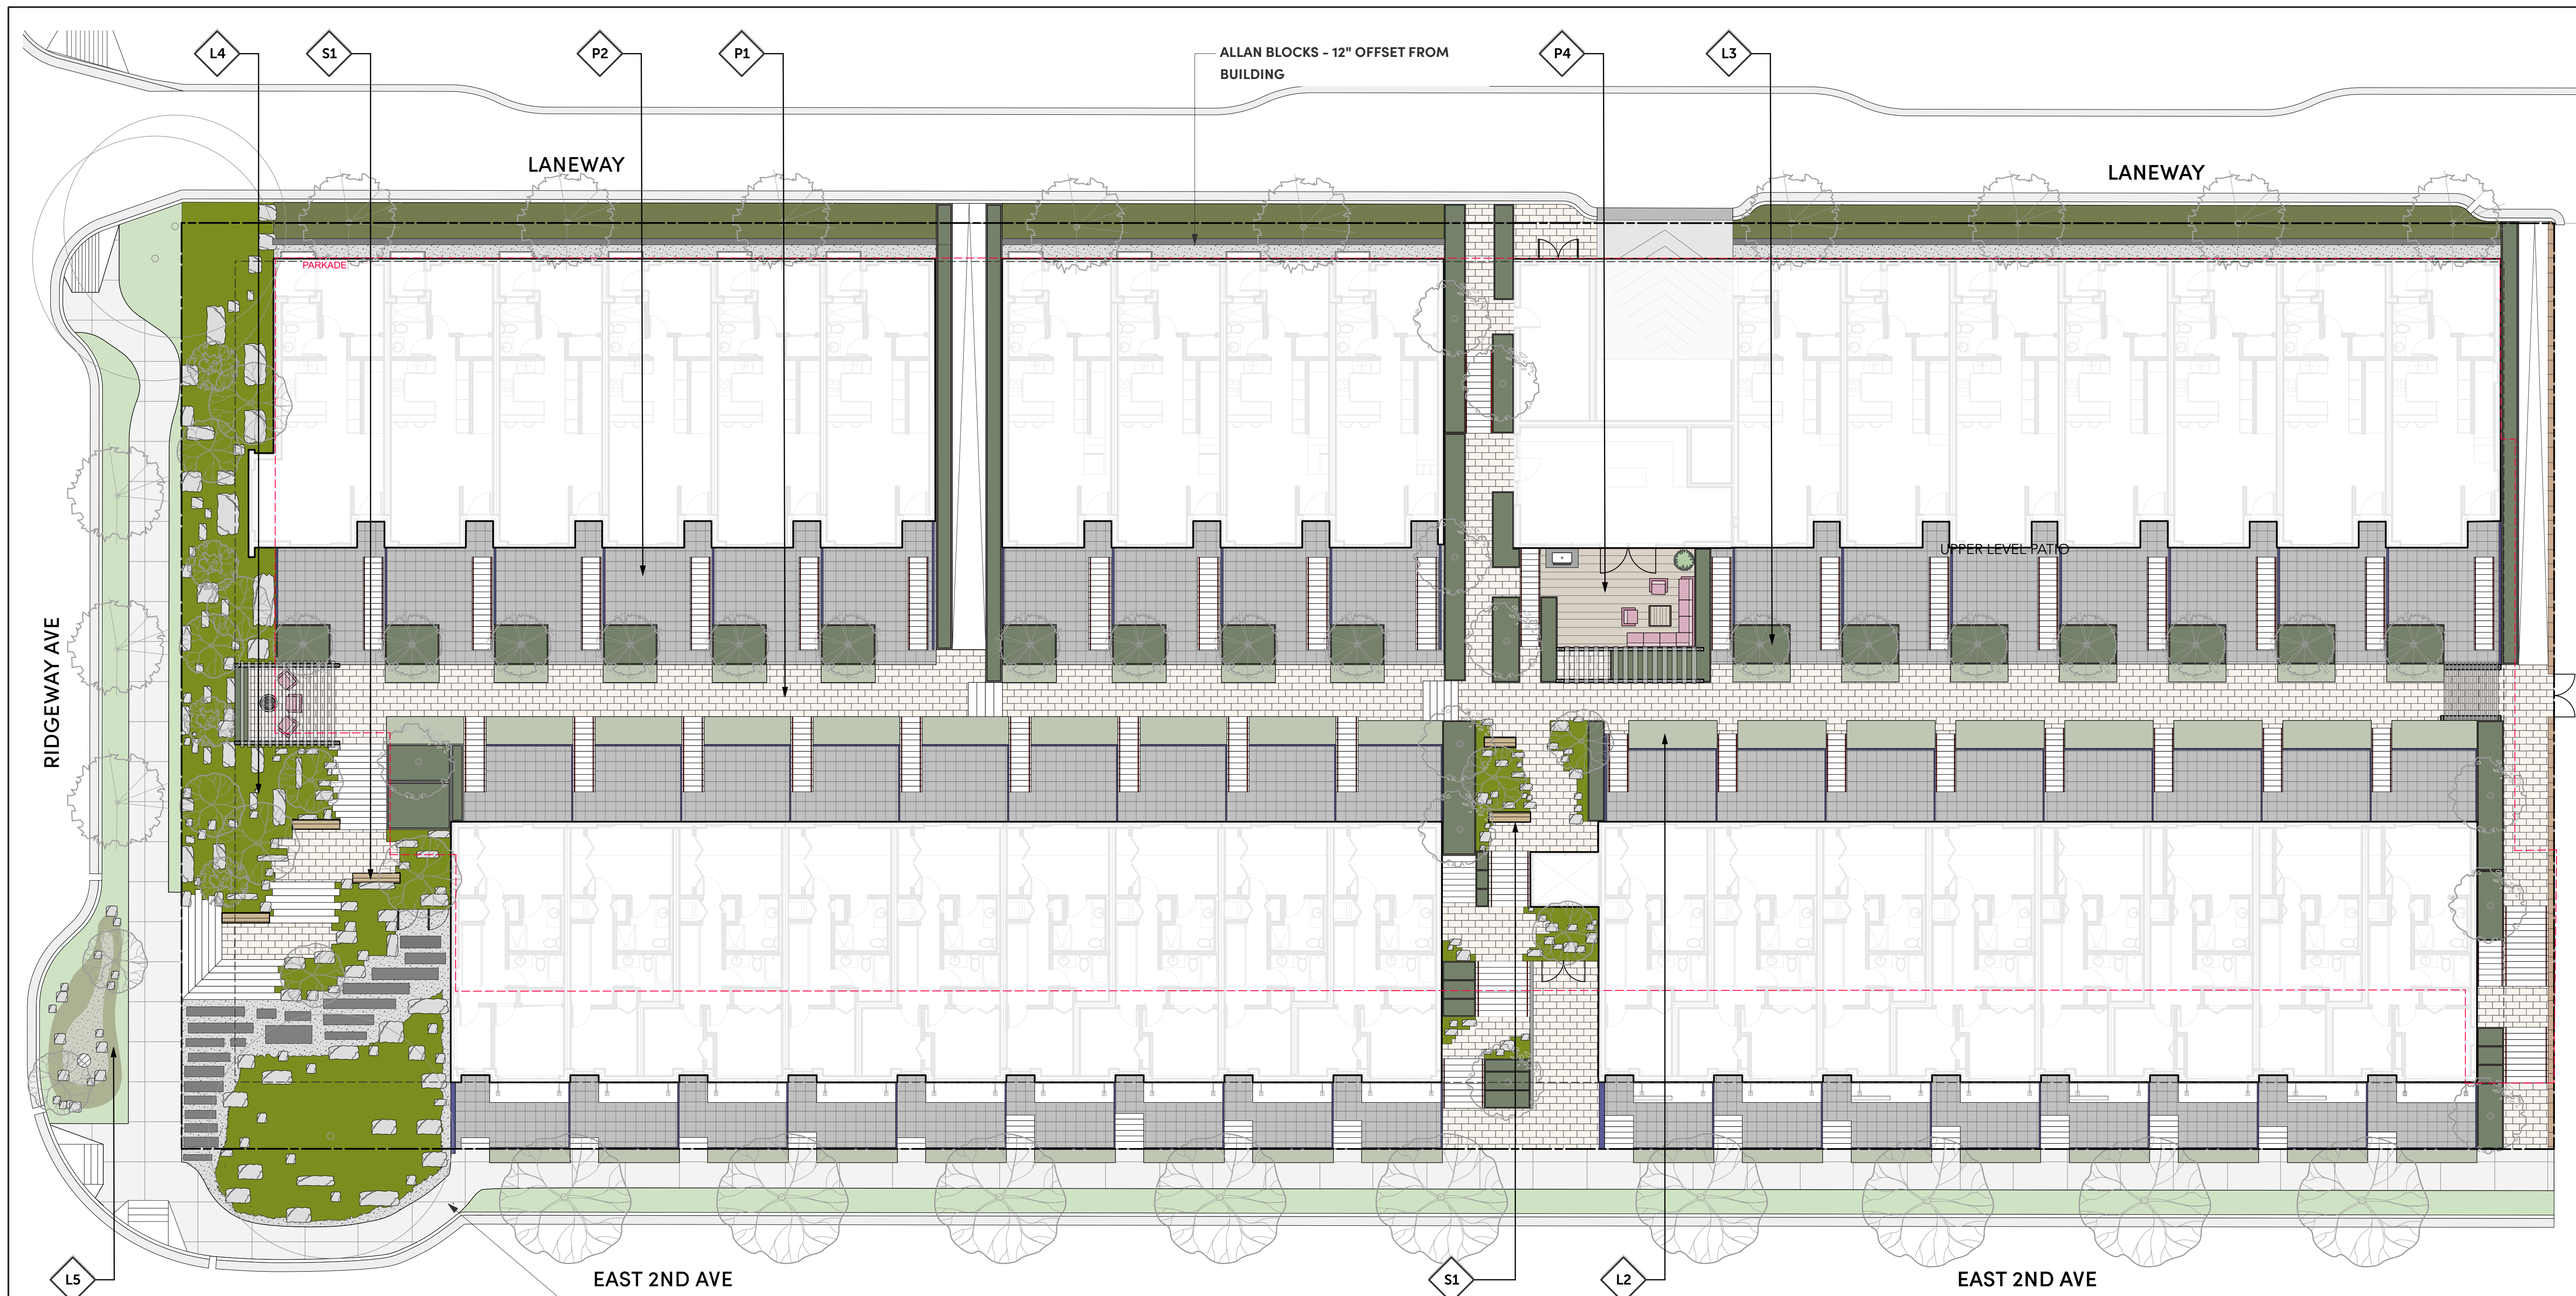 L4
S1
P2
P1
ALLAN BLOCKS - 12" OFFSET FROM
BUILDING
P4
L3
LANEWAY
LANEWAY
PARKADE
UPPER LEVEL PATIO
RIDGEWAY AVE
L5
EAST 2ND AVE
S1
L2
EAST 2ND AVE